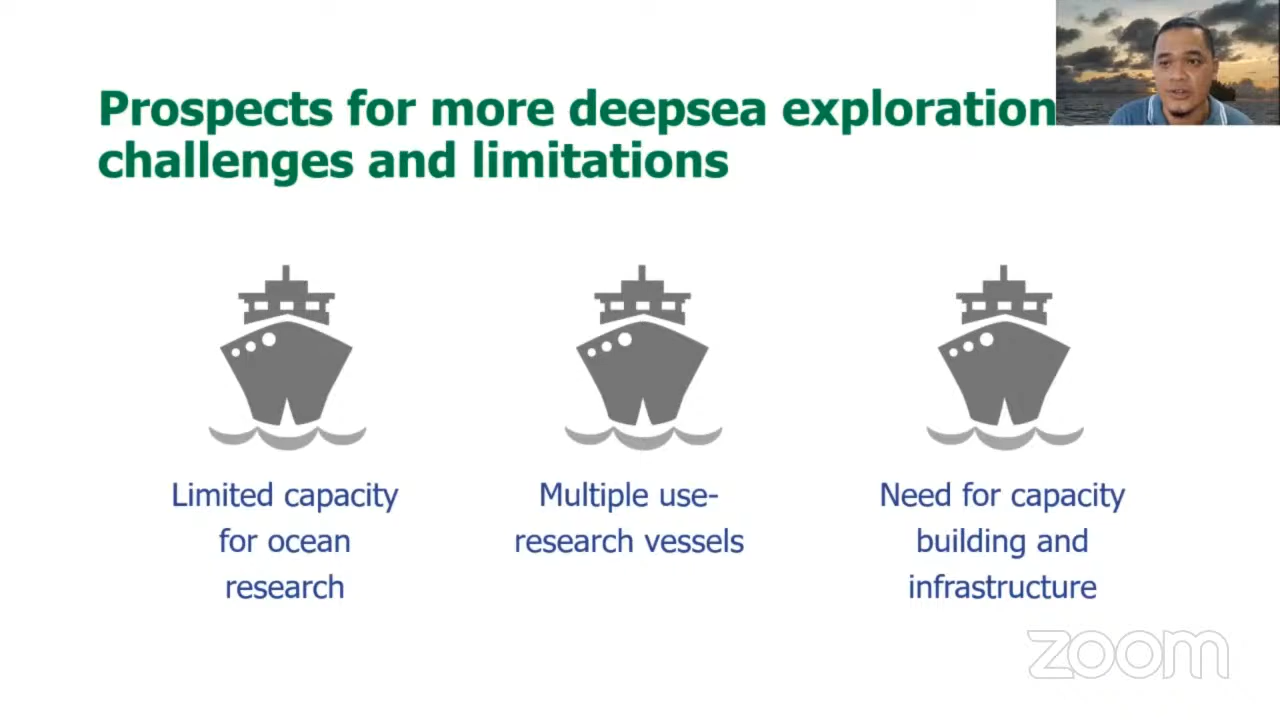 Prospects for more deepsea exploration
challenges and limitations
Limited capacity
for ocean
research
Multiple use-
research vessels
Need for capacity
building and
infrastructure
zoom